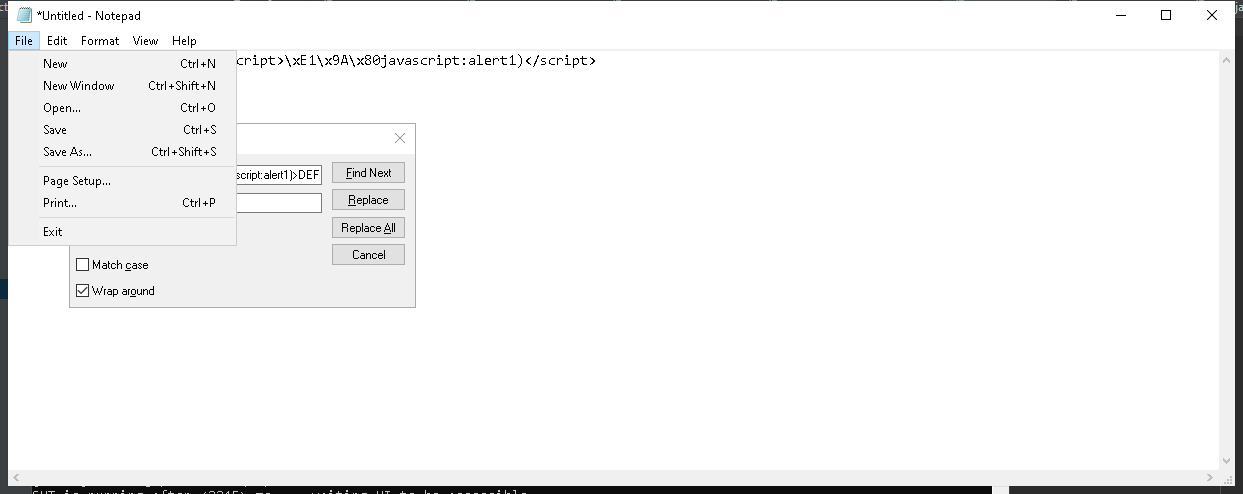 *Untitled - Notepad
File Edit Format View Help
cript>\xE1\x9A\x80javascript:alert1)</script>
New Ctrl+N
New Window Ctrl+Shift+N
Open... Ctrl+O
Save Ctrl+S
Save As... Ctrl+Shift+S
Page Setup...
Print... Ctrl+P
Exit
script:alert1)>DEF
Find Next
Replace
Replace All
Cancel
Match case
Wrap around